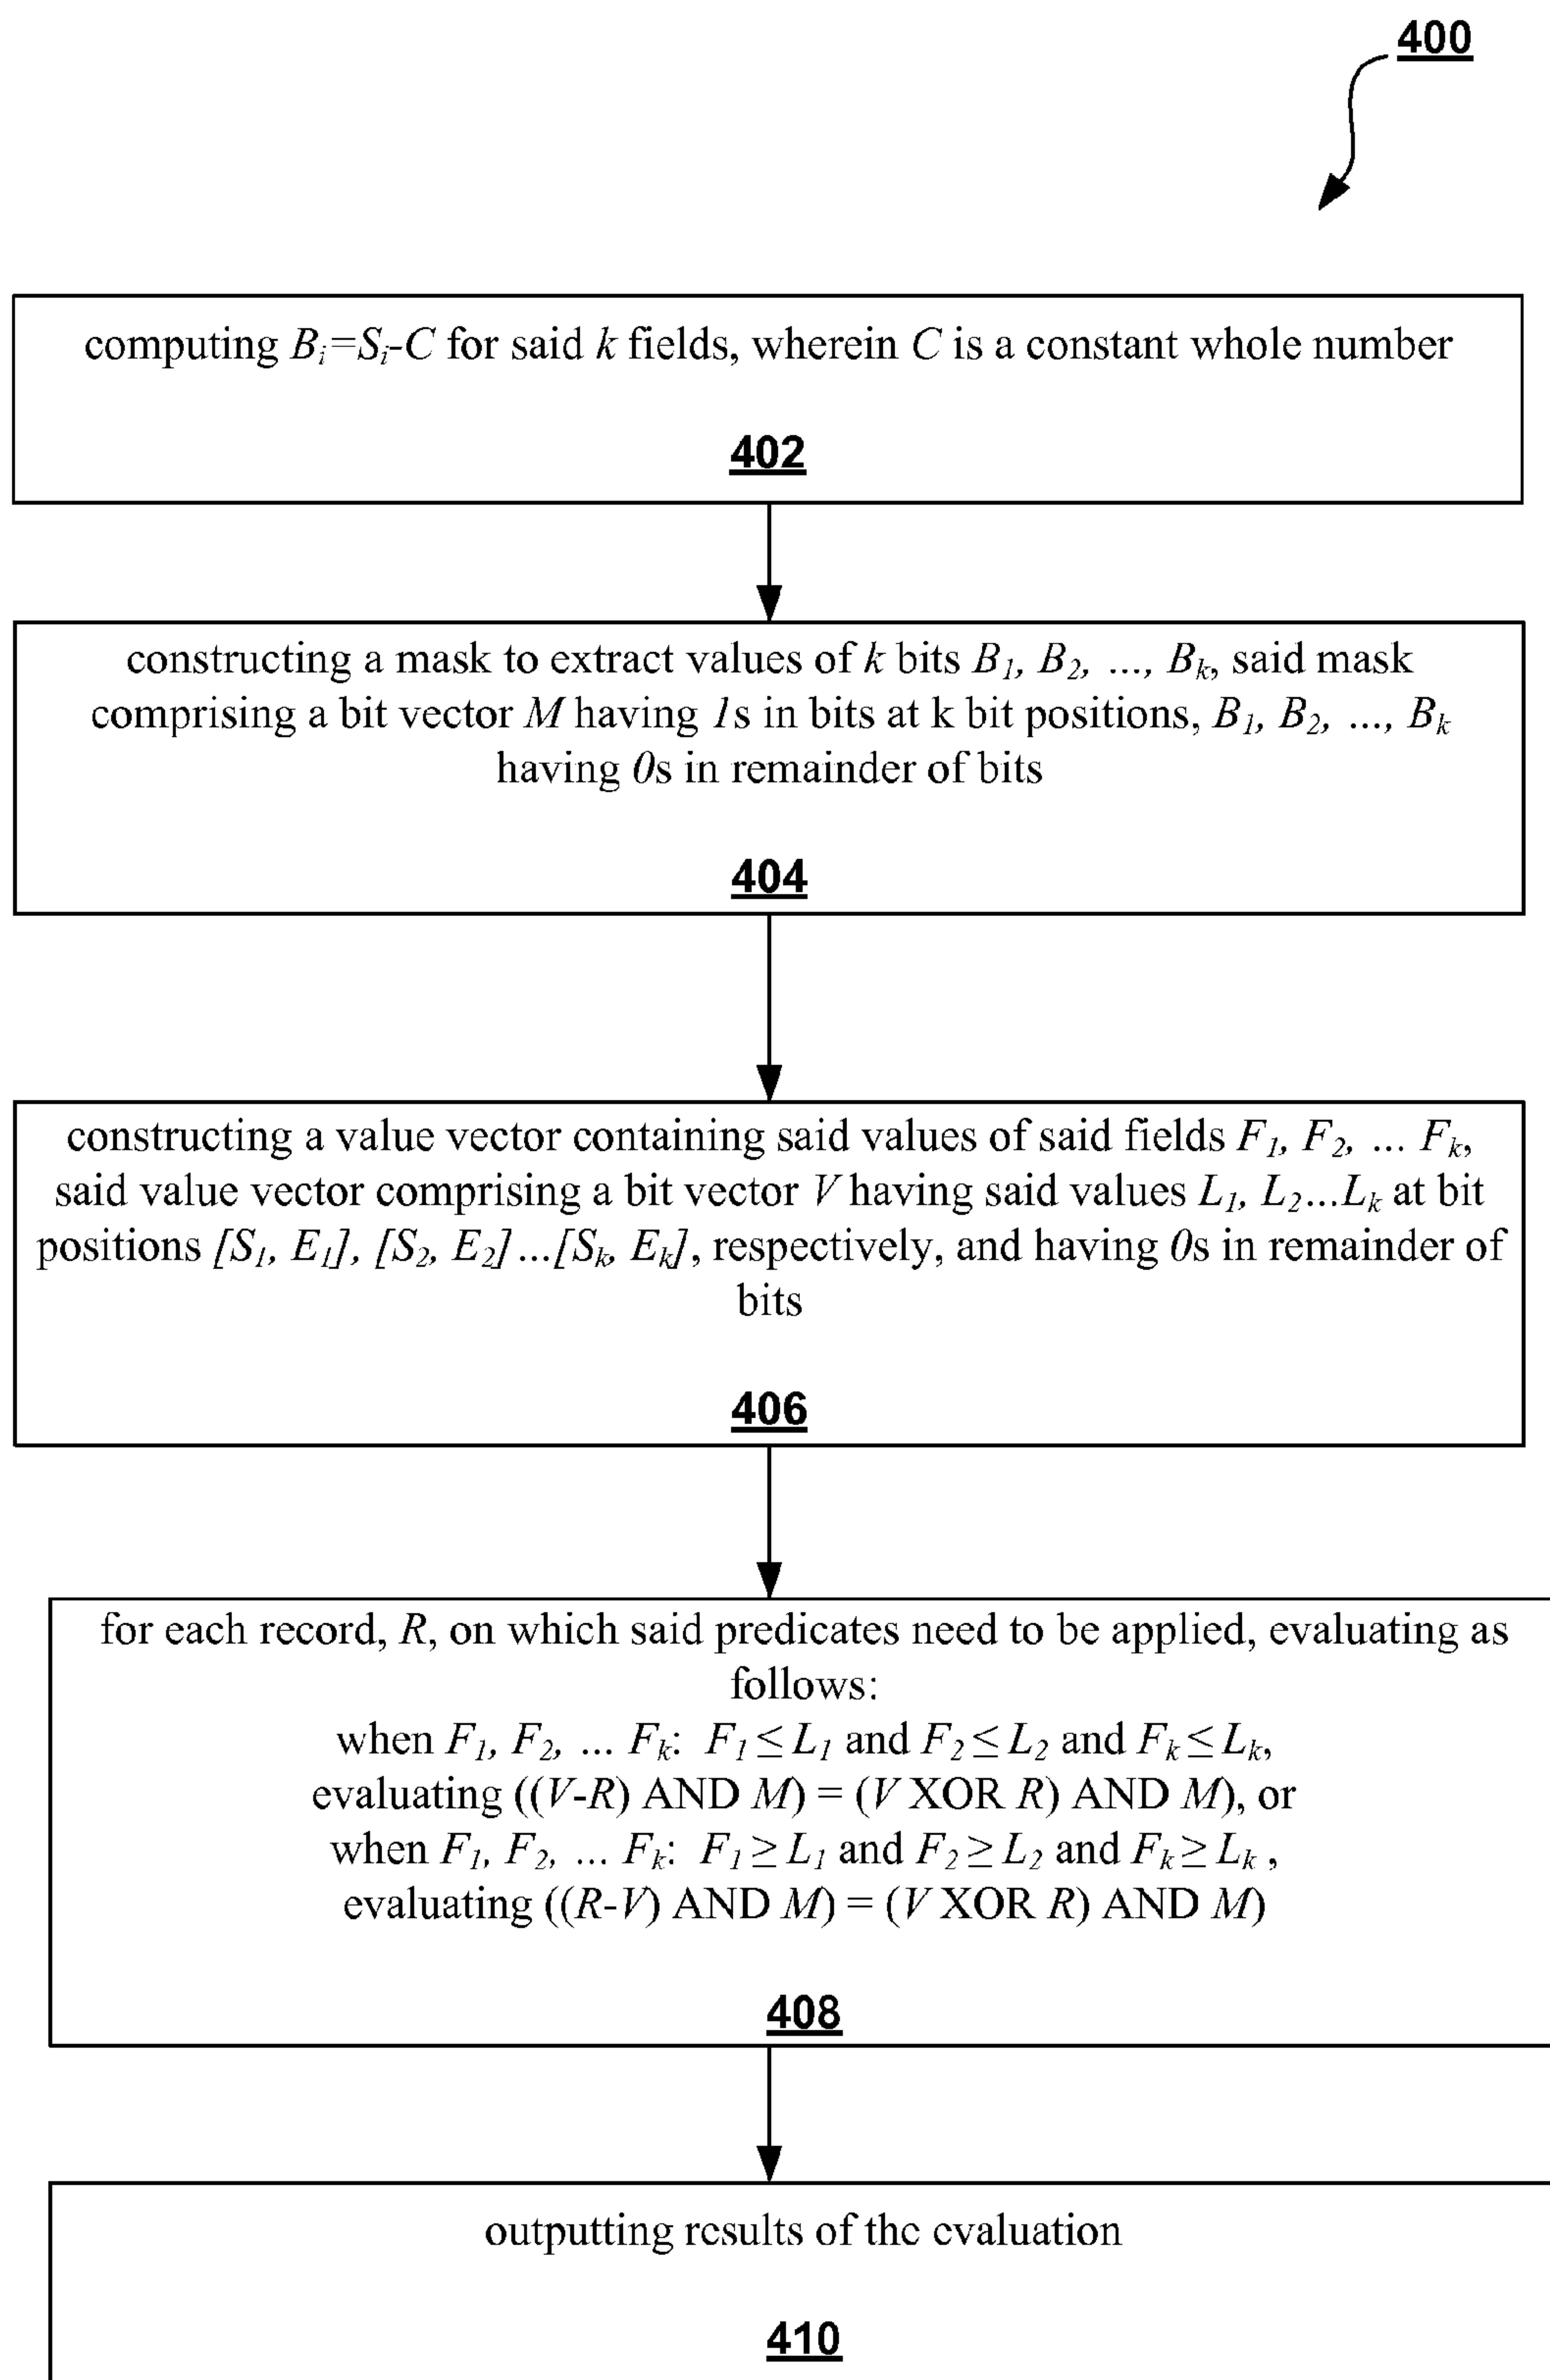 400
computing Bi=Si-C for said k fields, wherein C is a constant whole number
402
constructing a mask to extract values of k bits B1, B2, ..., Bk, said mask
comprising a bit vector M having 1s in bits at k bit positions, B1, B2, ..., Bk
having 0s in remainder of bits
404
constructing a value vector containing said values of said fields F1, F2, ... Fk,
said value vector comprising a bit vector V having said values L1, L2...Lk at bit
positions [S1, E1], [S2, E2]...[Sk, Ek], respectively, and having 0s in remainder of
bits
406
for each record, R, on which said predicates need to be applied, evaluating as
follows:
when F1, F2, ... Fk: F1 ≤ L1 and F2 ≤ L2 and Fk ≤ Lk,
evaluating ((V-R) AND M) = (V XOR R) AND M), or
when F1, F2, ... Fk: F1 ≥ L1 and F2 ≥ L2 and Fk ≥ Lk ,
evaluating ((R-V) AND M) = (V XOR R) AND M)
408
outputting results of the evaluation
410